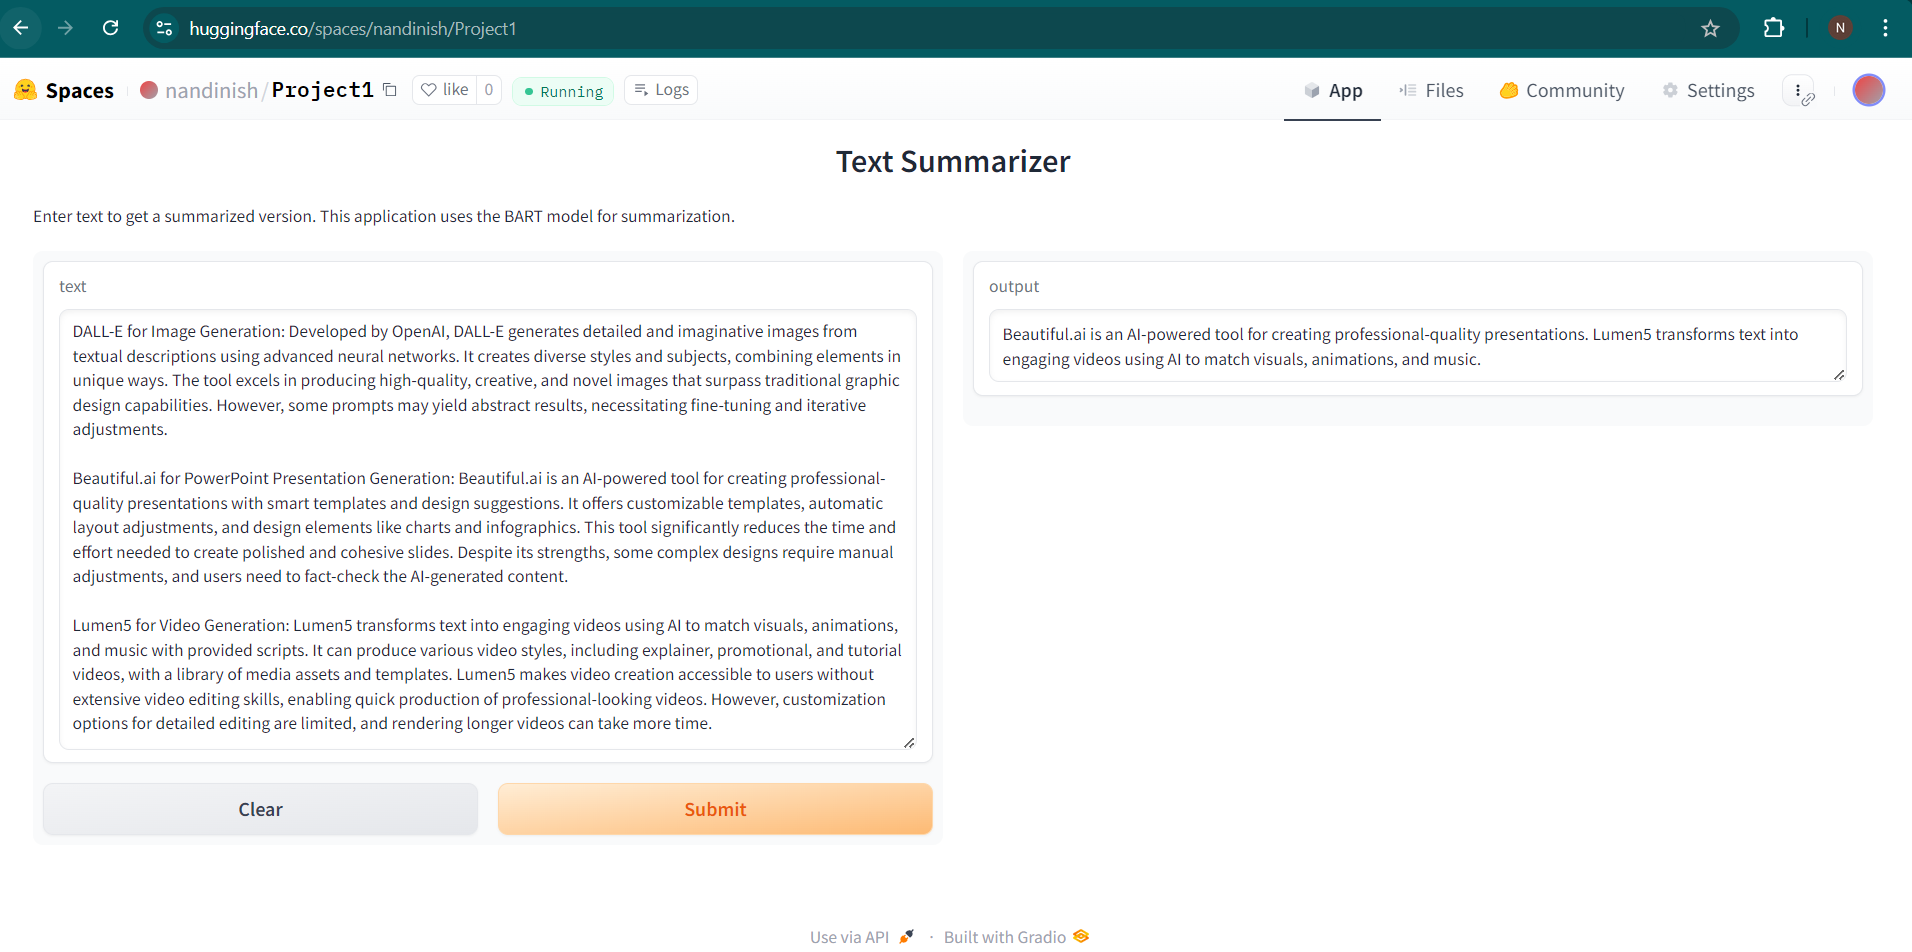 huggingface.co/spaces/nandinish/Project1
N
Spaces
nandinish/Project1
like 0
Running
Logs
App
Files
Community
Settings
Text Summarizer
Enter text to get a summarized version. This application uses the BART model for summarization.
text
DALL-E for Image Generation: Developed by OpenAI, DALL-E generates detailed and imaginative images from
textual descriptions using advanced neural networks. It creates diverse styles and subjects, combining elements in
unique ways. The tool excels in producing high-quality, creative, and novel images that surpass traditional graphic
design capabilities. However, some prompts may yield abstract results, necessitating fine-tuning and iterative
adjustments.
Beautiful.ai for PowerPoint Presentation Generation: Beautiful.ai is an AI-powered tool for creating professional-
quality presentations with smart templates and design suggestions. It offers customizable templates, automatic
layout adjustments, and design elements like charts and infographics. This tool significantly reduces the time and
effort needed to create polished and cohesive slides. Despite its strengths, some complex designs require manual
adjustments, and users need to fact-check the AI-generated content.
Lumen5 for Video Generation: Lumen5 transforms text into engaging videos using AI to match visuals, animations,
and music with provided scripts. It can produce various video styles, including explainer, promotional, and tutorial
videos, with a library of media assets and templates. Lumen5 makes video creation accessible to users without
extensive video editing skills, enabling quick production of professional-looking videos. However, customization
options for detailed editing are limited, and rendering longer videos can take more time.
Clear
Submit
output
Beautiful.ai is an AI-powered tool for creating professional-quality presentations. Lumen5 transforms text into
engaging videos using AI to match visuals, animations, and music.
Use via API · Built with Gradio